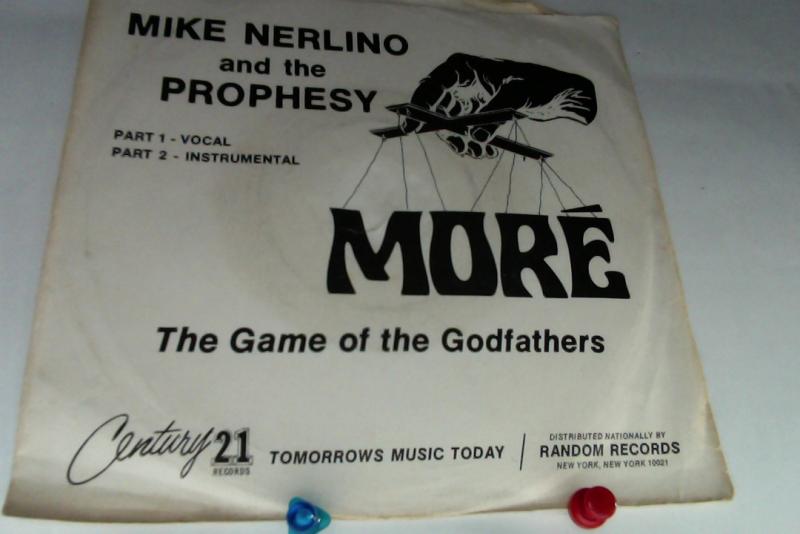 MIKE NERLINO
and the
PROPHESY
PART 1 - VOCAL
PART 2 - INSTRUMENTAL
MORÉ
The Game of the Godfathers
Century 21
RECORDS
TOMORROWS MUSIC TODAY
DISTRIBUTED NATIONALLY BY
RANDOM RECORDS
NEW YORK, NEW YORK 10021